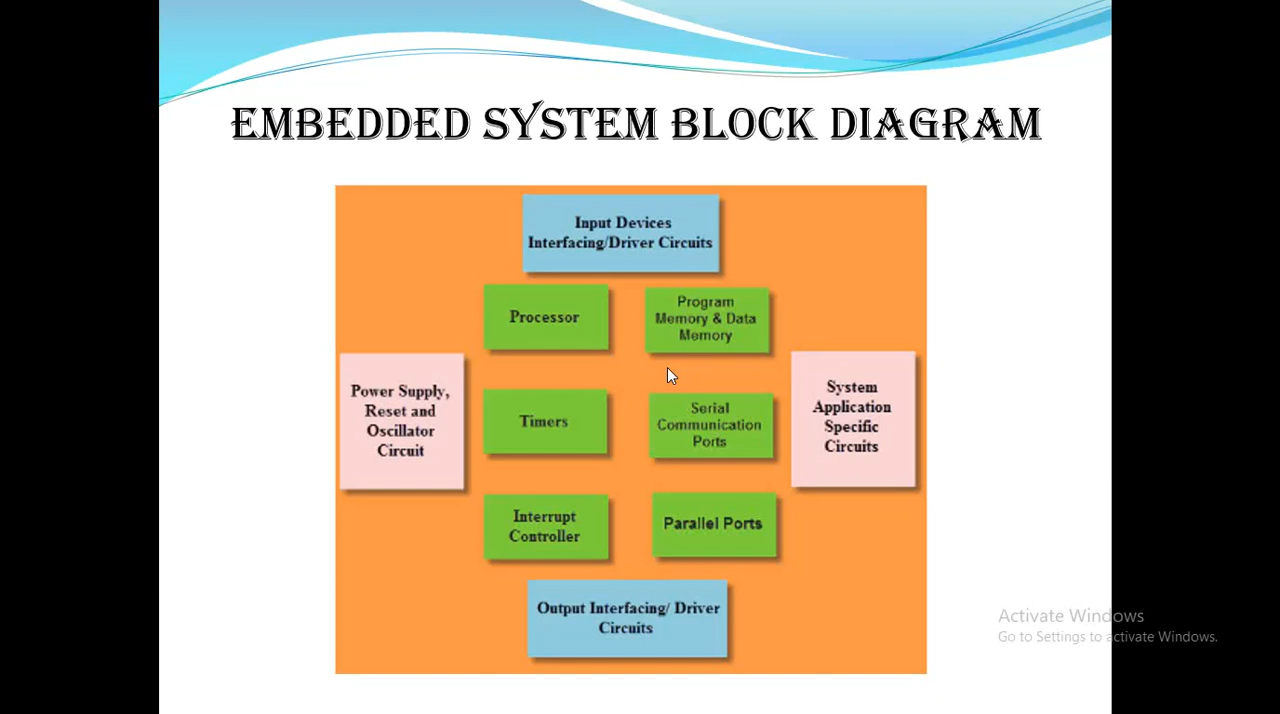 EMBEDDED SYSTEM BLOCK DIAGRAM
Input Devices
Interfacing/Driver Circuits
Processor
Program
Memory & Data
Memory
Power Supply,
Reset and
Oscillator
Circuit
Timers
Serial
Communication
Ports
System
Application
Specific
Circuits
Interrupt
Controller
Parallel Ports
Output Interfacing/ Driver
Circuits
Activate Windows
Go to Settings to activate Windows.